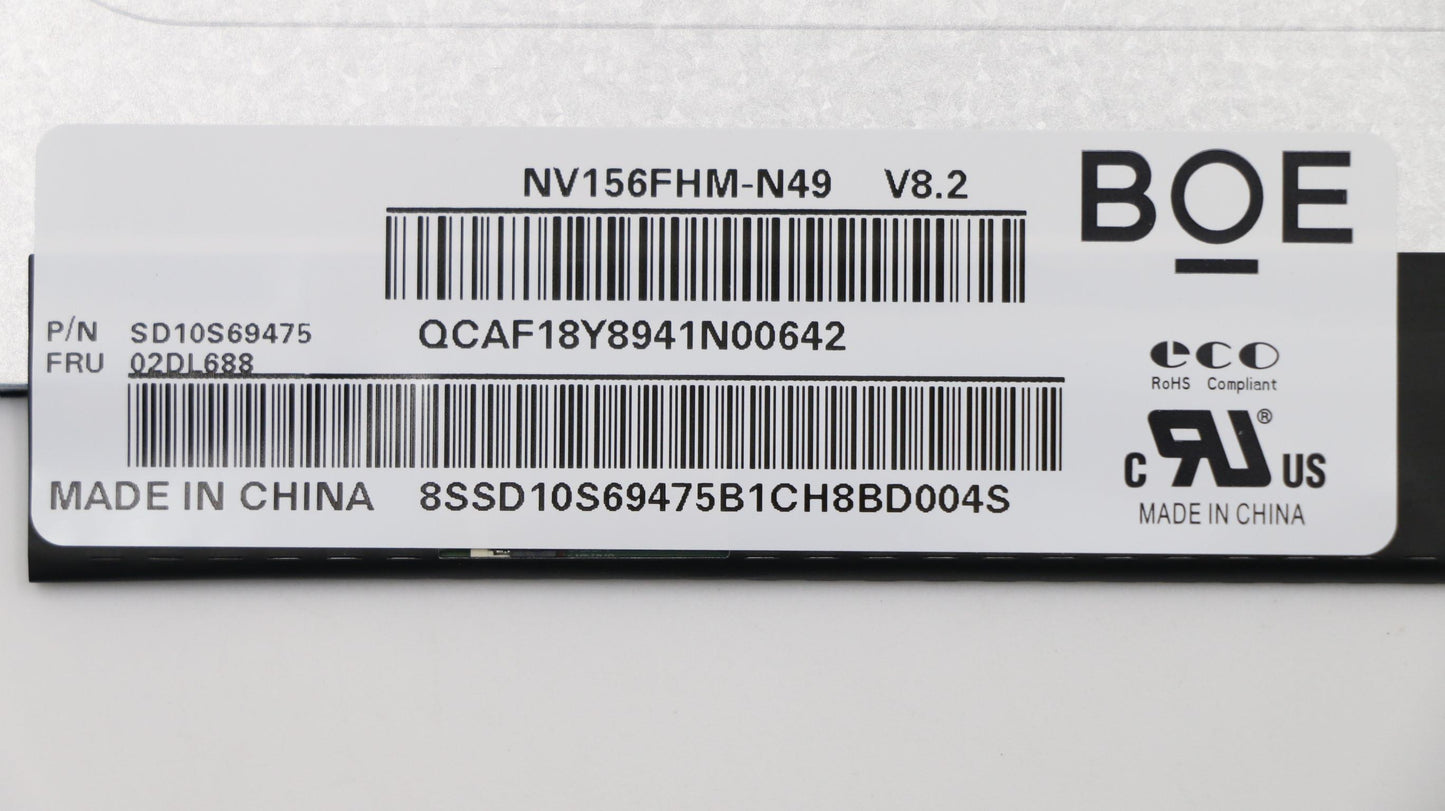 NV156FHM-N49 V8.2
BOE
P/N SD10S69475
QCAF18Y8941N00642
FRU 02DL688
eco
RoHS Compliant
C RU® US
MADE IN CHINA 8SSD10S69475B1CH8BD004S
MADE IN CHINA